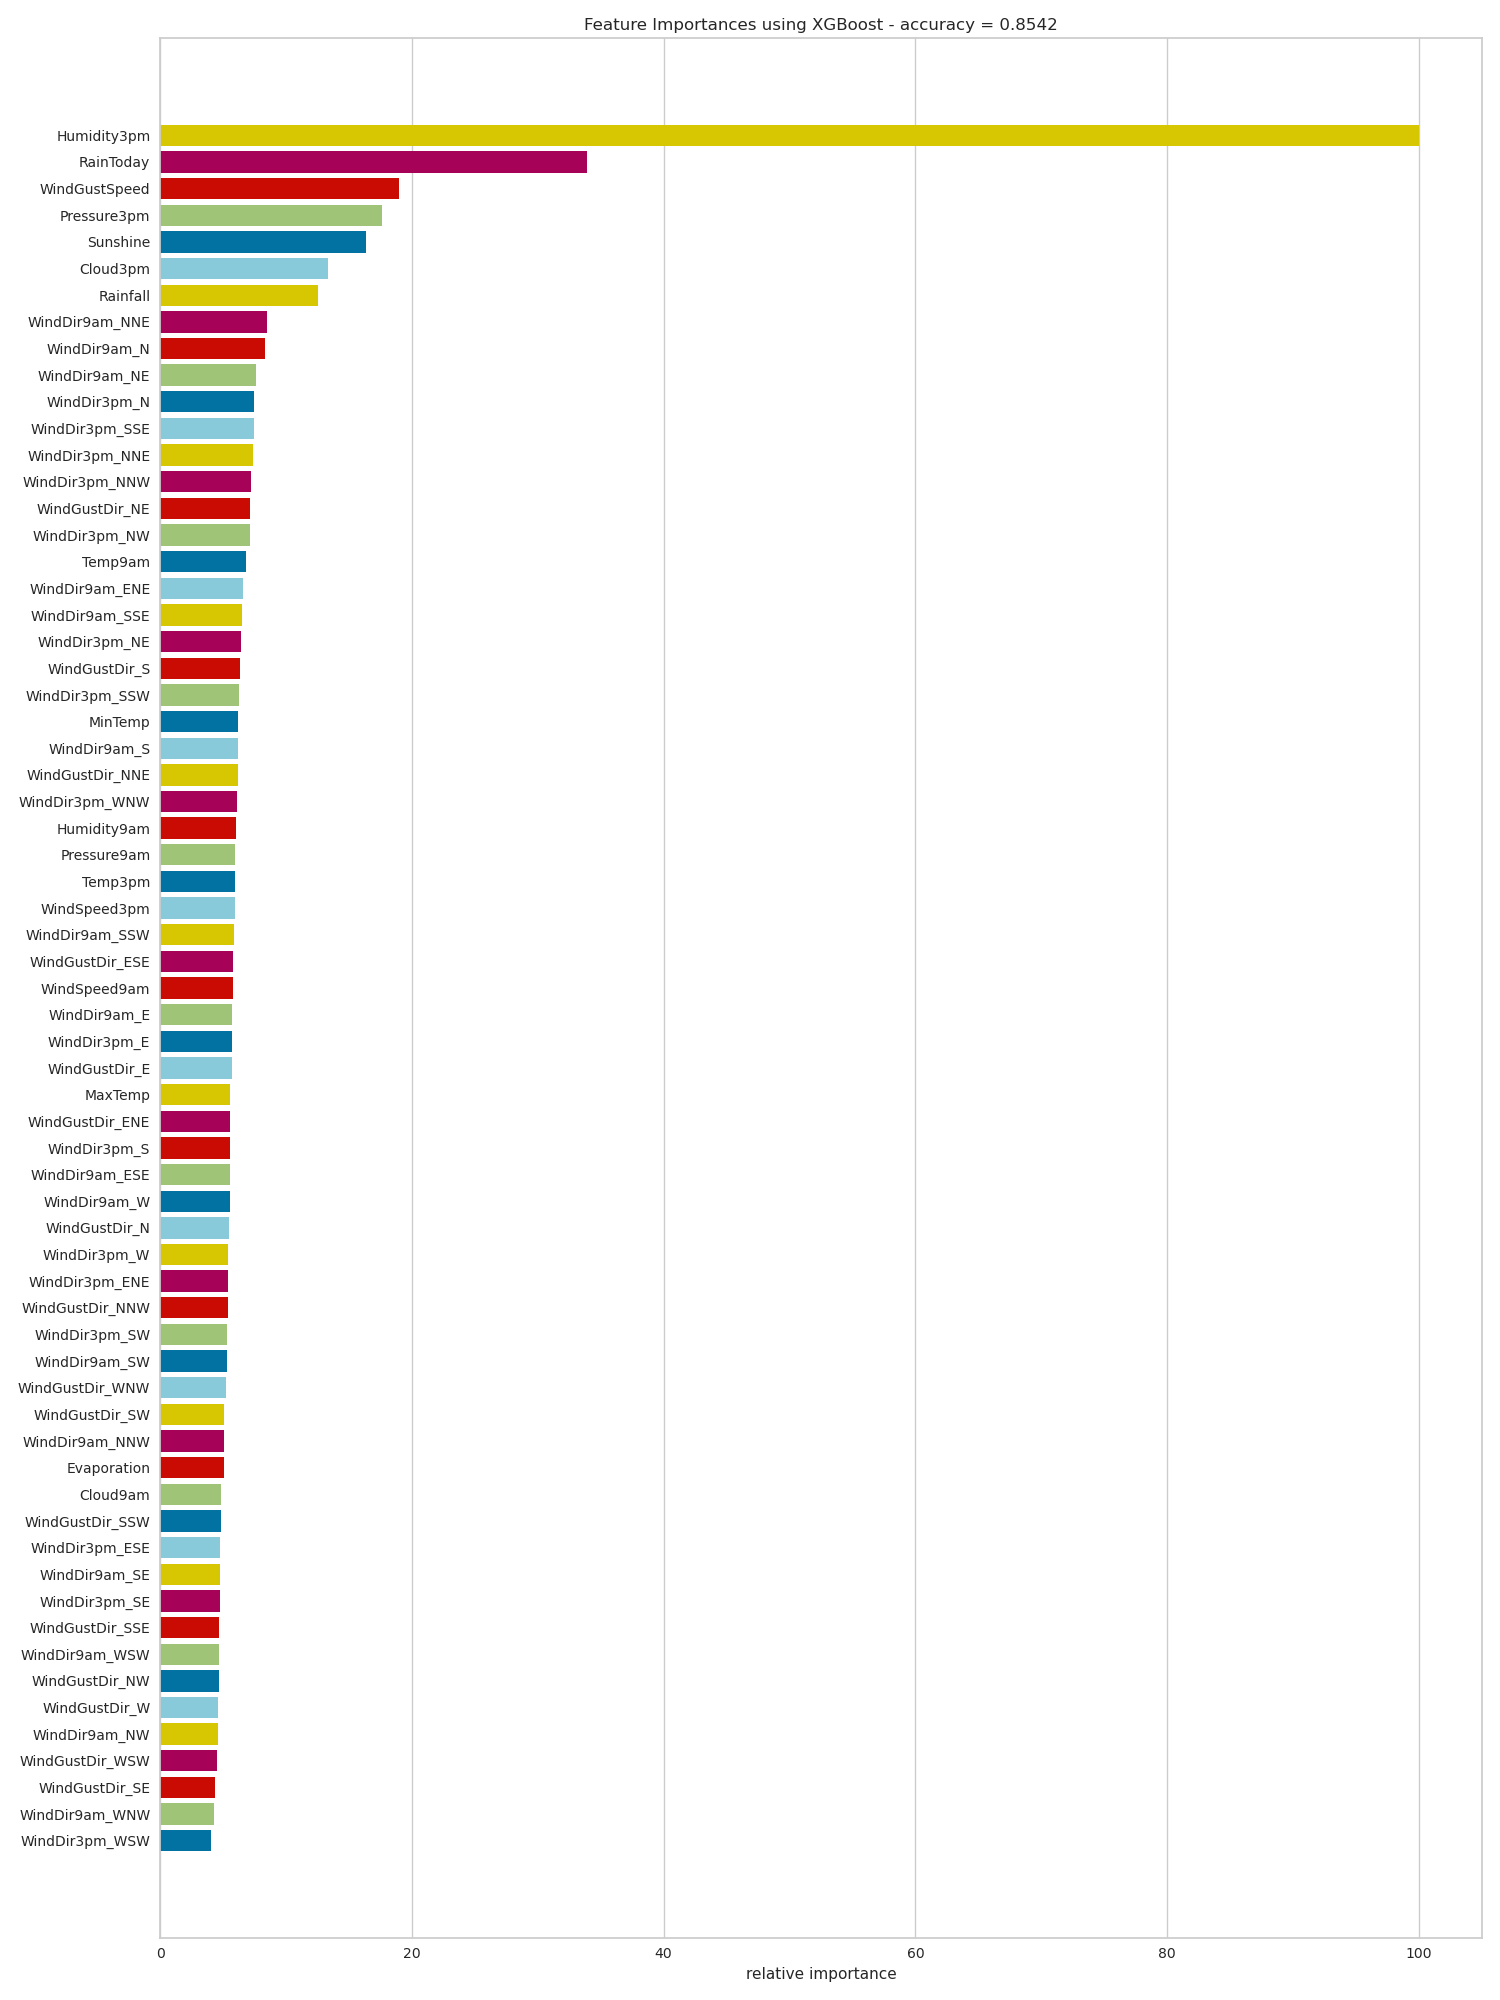 Feature Importances using XGBoost - accuracy = 0.8542
Humidity3pm
RainToday
WindGustSpeed
Pressure3pm
Sunshine
Cloud3pm
Rainfall
WindDir9am_NNE
WindDir9am_N
WindDir9am_NE
WindDir3pm_N
WindDir3pm_SSE
WindDir3pm_NNE
WindDir3pm_NNW
WindGustDir_NE
WindDir3pm_NW
Temp9am
WindDir9am_ENE
WindDir9am_SSE
WindDir3pm_NE
WindGustDir_S
WindDir3pm_SSW
MinTemp
WindDir9am_S
WindGustDir_NNE
WindDir3pm_WNW
Humidity9am
Pressure9am
Temp3pm
WindSpeed3pm
WindDir9am_SSW
WindGustDir_ESE
WindSpeed9am
WindDir9am_E
WindDir3pm_E
WindGustDir_E
MaxTemp
WindGustDir_ENE
WindDir3pm_S
WindDir9am_ESE
WindDir9am_W
WindGustDir_N
WindDir3pm_W
WindDir3pm_ENE
WindGustDir_NNW
WindDir3pm_SW
WindDir9am_SW
WindGustDir_WNW
WindGustDir_SW
WindDir9am_NNW
Evaporation
Cloud9am
WindGustDir_SSW
WindDir3pm_ESE
WindDir9am_SE
WindDir3pm_SE
WindGustDir_SSE
WindDir9am_WSW
WindGustDir_NW
WindGustDir_W
WindDir9am_NW
WindGustDir_WSW
WindGustDir_SE
WindDir9am_WNW
WindDir3pm_WSW
0 20 40 60 80 100
relative importance